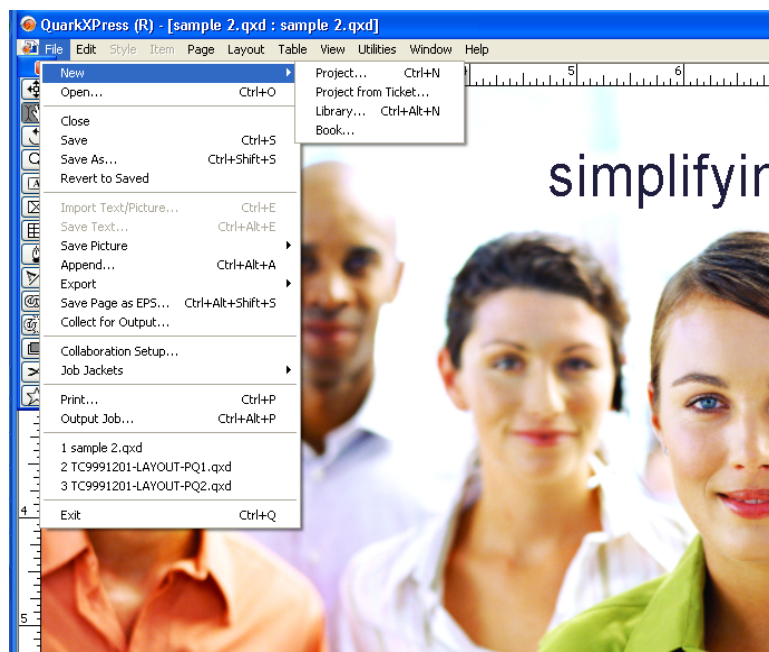 QuarkXPress (R) - [sample 2.qxd : sample 2.qxd]
File Edit Style Item Page Layout Table View Utilities Window Help
New
Open... Ctrl+O
Close
Save Ctrl+S
Save As... Ctrl+Shift+S
Revert to Saved
Import Text/Picture... Ctrl+E
Save Text... Ctrl+Alt+E
Save Picture
Append... Ctrl+Alt+A
Export
Save Page as EPS... Ctrl+Alt+Shift+S
Collect for Output...
Collaboration Setup...
Job Jackets
Print... Ctrl+P
Output Job... Ctrl+Alt+P
1 sample 2.qxd
2 TC9991201-LAYOUT-PQ1.qxd
3 TC9991201-LAYOUT-PQ2.qxd
Exit Ctrl+Q
Project... Ctrl+N
Project from Ticket...
Library... Ctrl+Alt+N
Book...
5 6
simplifyin
4
5